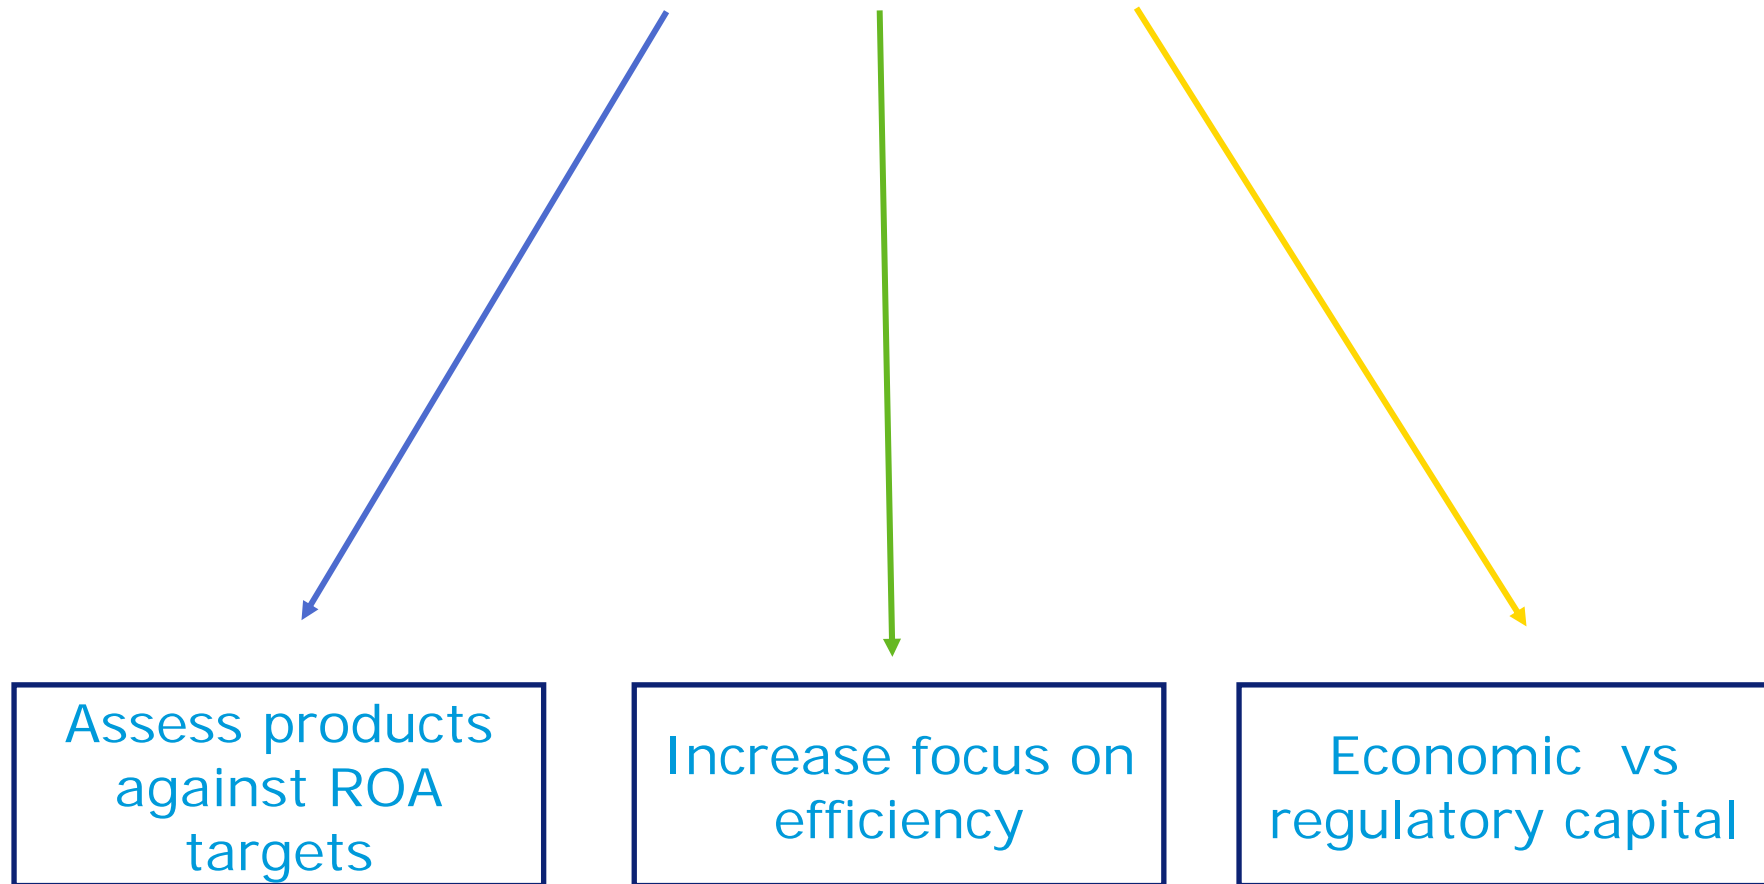 Assess products
against ROA
targets
Increase focus on
efficiency
Economic vs
regulatory capital